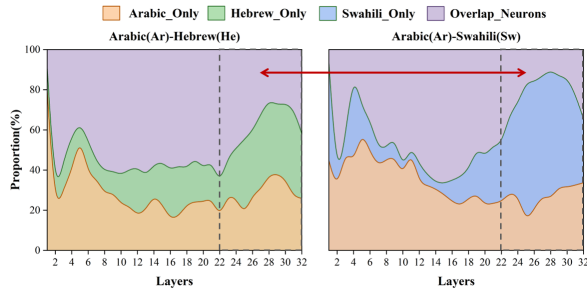 Arabic_Only Hebrew_Only Swahili_Only Overlap_Neurons
Arabic(Ar)-Hebrew(He) Arabic(Ar)-Swahili(Sw)
Proportion(%)
100
80
60
40
20
0
2 4 6 8 10 12 14 16 18 20 22 24 26 28 30 32
2 4 6 8 10 12 14 16 18 20 22 24 26 28 30 32
Layers Layers